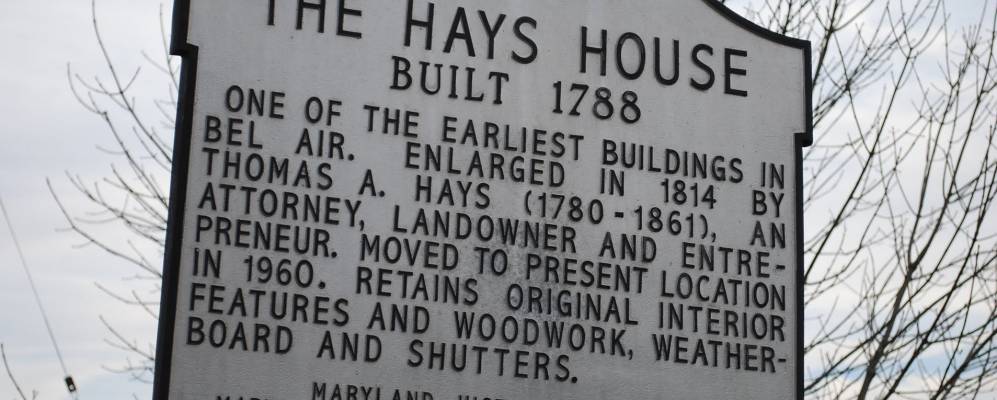 THE HAYS HOUSE
BUILT 1788
ONE OF THE EARLIEST BUILDINGS IN
BEL AIR. ENLARGED IN 1814 BY
THOMAS A. HAYS (1780-1861), AN
ATTORNEY, LANDOWNER AND ENTRE-
PRENEUR. MOVED TO PRESENT LOCATION
IN 1960. RETAINS ORIGINAL INTERIOR
FEATURES AND WOODWORK, WEATHER-
BOARD AND SHUTTERS.
MARYLAND